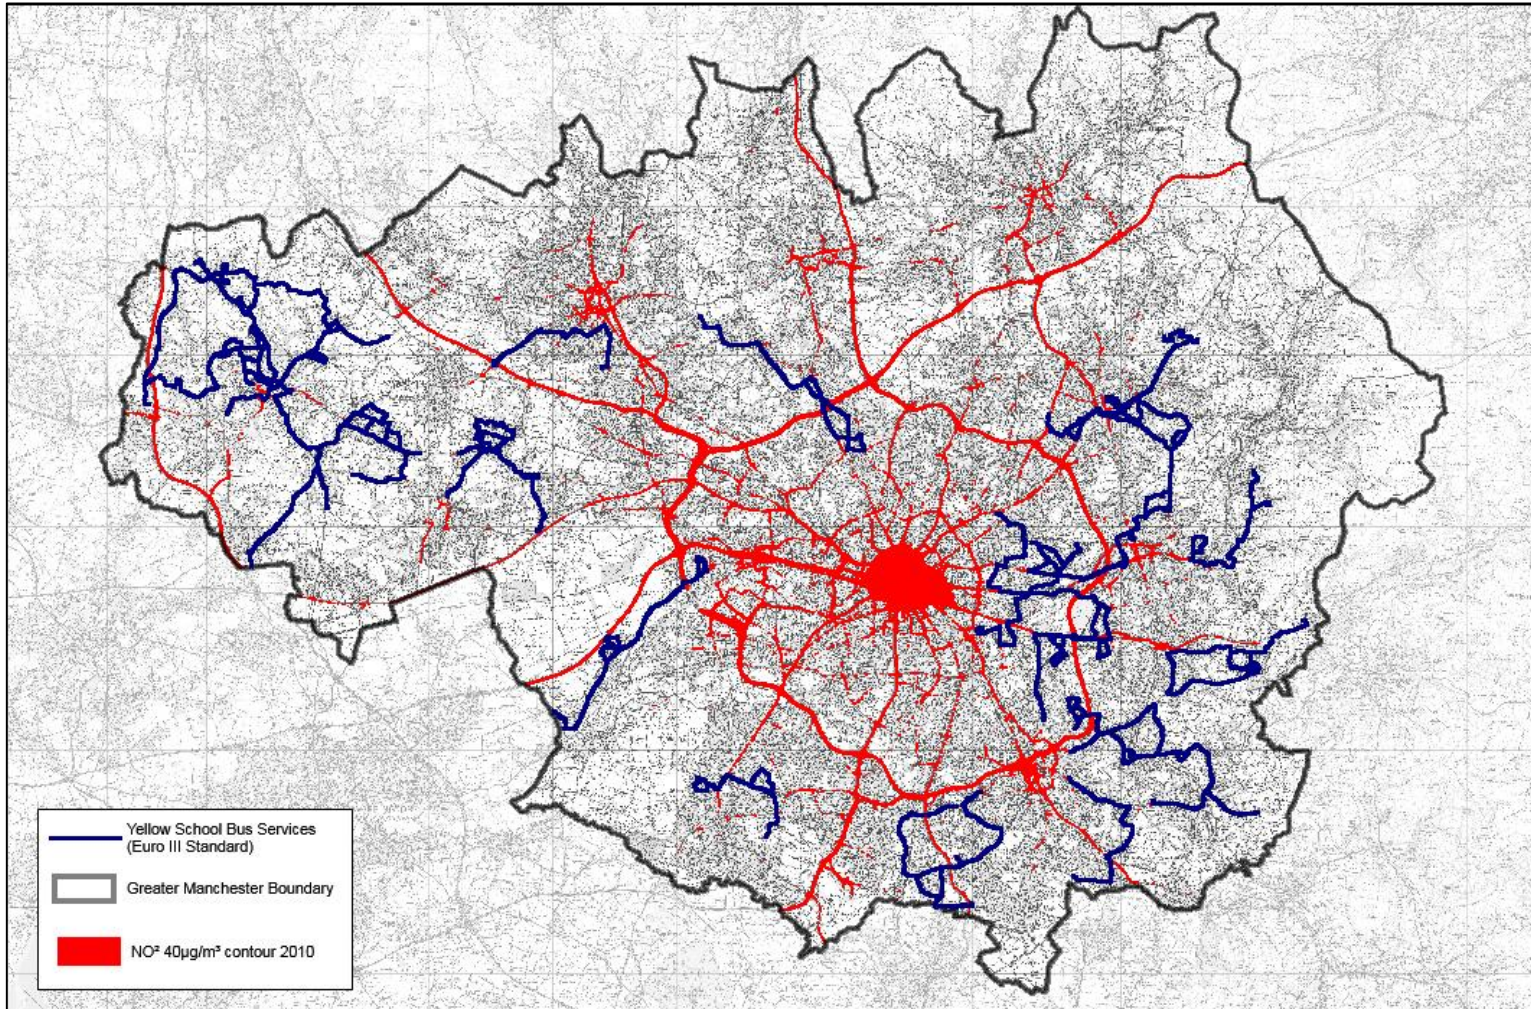 Yellow School Bus Services
(Euro III Standard)
Greater Manchester Boundary
NO² 40µg/m³ contour 2010